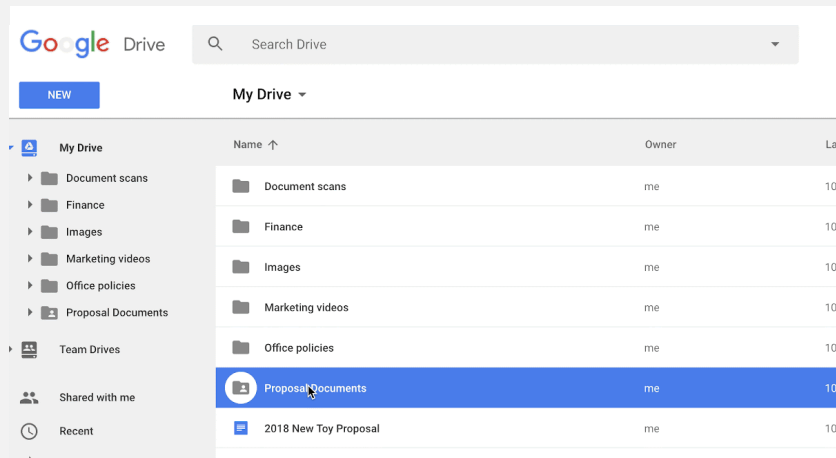 Google Drive
Search Drive
NEW
My Drive
My Drive
Document scans
Finance
Images
Marketing videos
Office policies
Proposal Documents
Team Drives
Shared with me
Recent
Name Owner La
Document scans me 10
Finance me 10
Images me 10
Marketing videos me 10
Office policies me 10
Proposal Documents me 10
2018 New Toy Proposal me 10